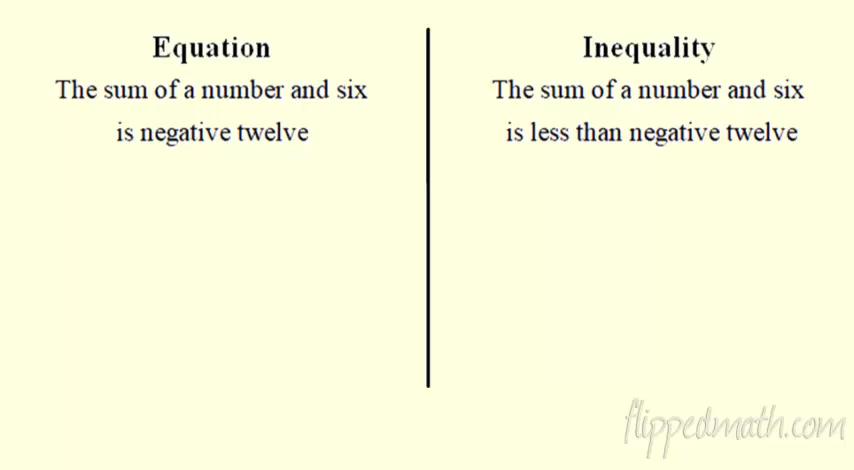 Equation
The sum of a number and six
is negative twelve
Inequality
The sum of a number and six
is less than negative twelve
flippedmath.com